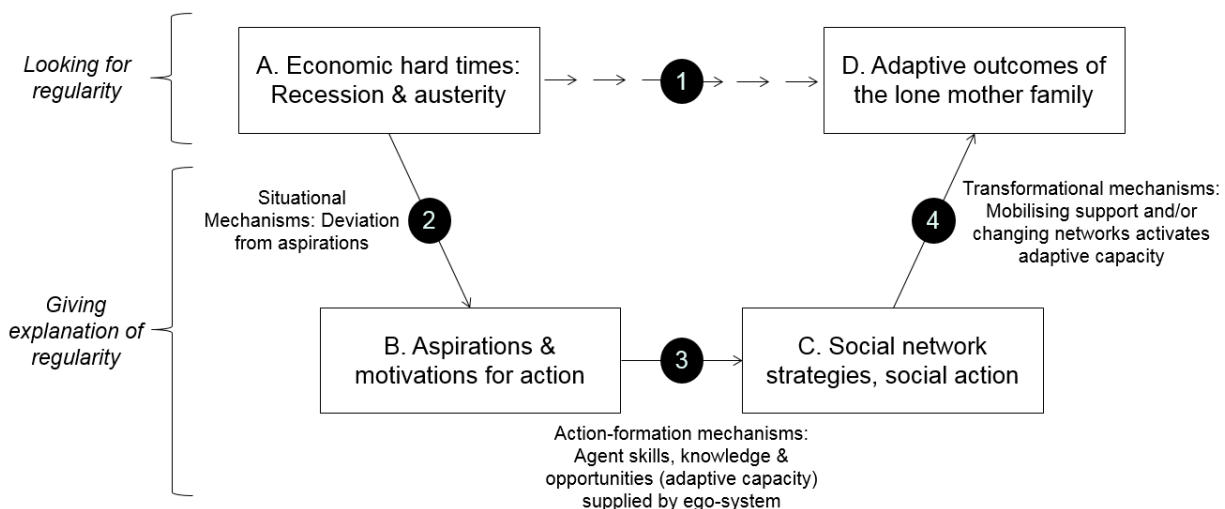 Looking for
regularity
A. Economic hard times:
Recession & austerity
1
D. Adaptive outcomes of
the lone mother family
Situational
Mechanisms: Deviation
from aspirations
2
4
Transformational mechanisms:
Mobilising support and/or
changing networks activates
adaptive capacity
Giving
explanation of
regularity
B. Aspirations &
motivations for action
3
C. Social network
strategies, social action
Action-formation mechanisms:
Agent skills, knowledge &
opportunities (adaptive capacity)
supplied by ego-system